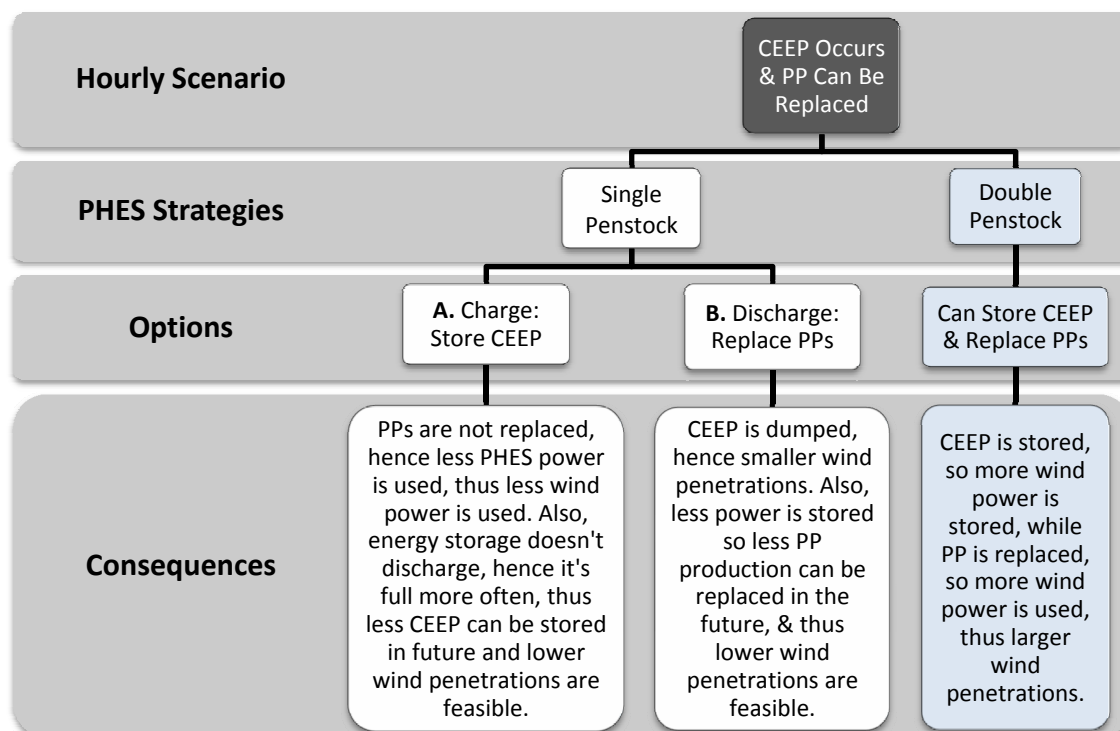 Hourly Scenario
CEEP Occurs
& PP Can Be
Replaced
PHES Strategies
Single
Penstock
Double
Penstock
Options
A. Charge:
Store CEEP
B. Discharge:
Replace PPs
Can Store CEEP
& Replace PPs
Consequences
PPs are not replaced,
hence less PHES power
is used, thus less wind
power is used. Also,
energy storage doesn't
discharge, hence it's
full more often, thus
less CEEP can be stored
in future and lower
wind penetrations are
feasible.
CEEP is dumped,
hence smaller wind
penetrations. Also,
less power is stored
so less PP
production can be
replaced in the
future, & thus
lower wind
penetrations are
feasible.
CEEP is stored,
so more wind
power is
stored, while
PP is replaced,
so more wind
power is used,
thus larger
wind
penetrations.